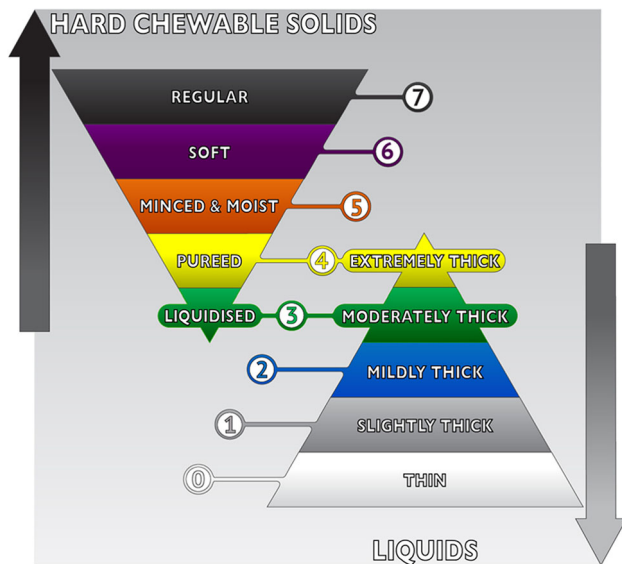 HARD CHEWABLE SOLIDS
REGULAR 7
SOFT 6
MINCED & MOIST 5
PUREED 4 EXTREMELY THICK
LIQUIDISED 3 MODERATELY THICK
2 MILDLY THICK
1 SLIGHTLY THICK
0 THIN
LIQUIDS